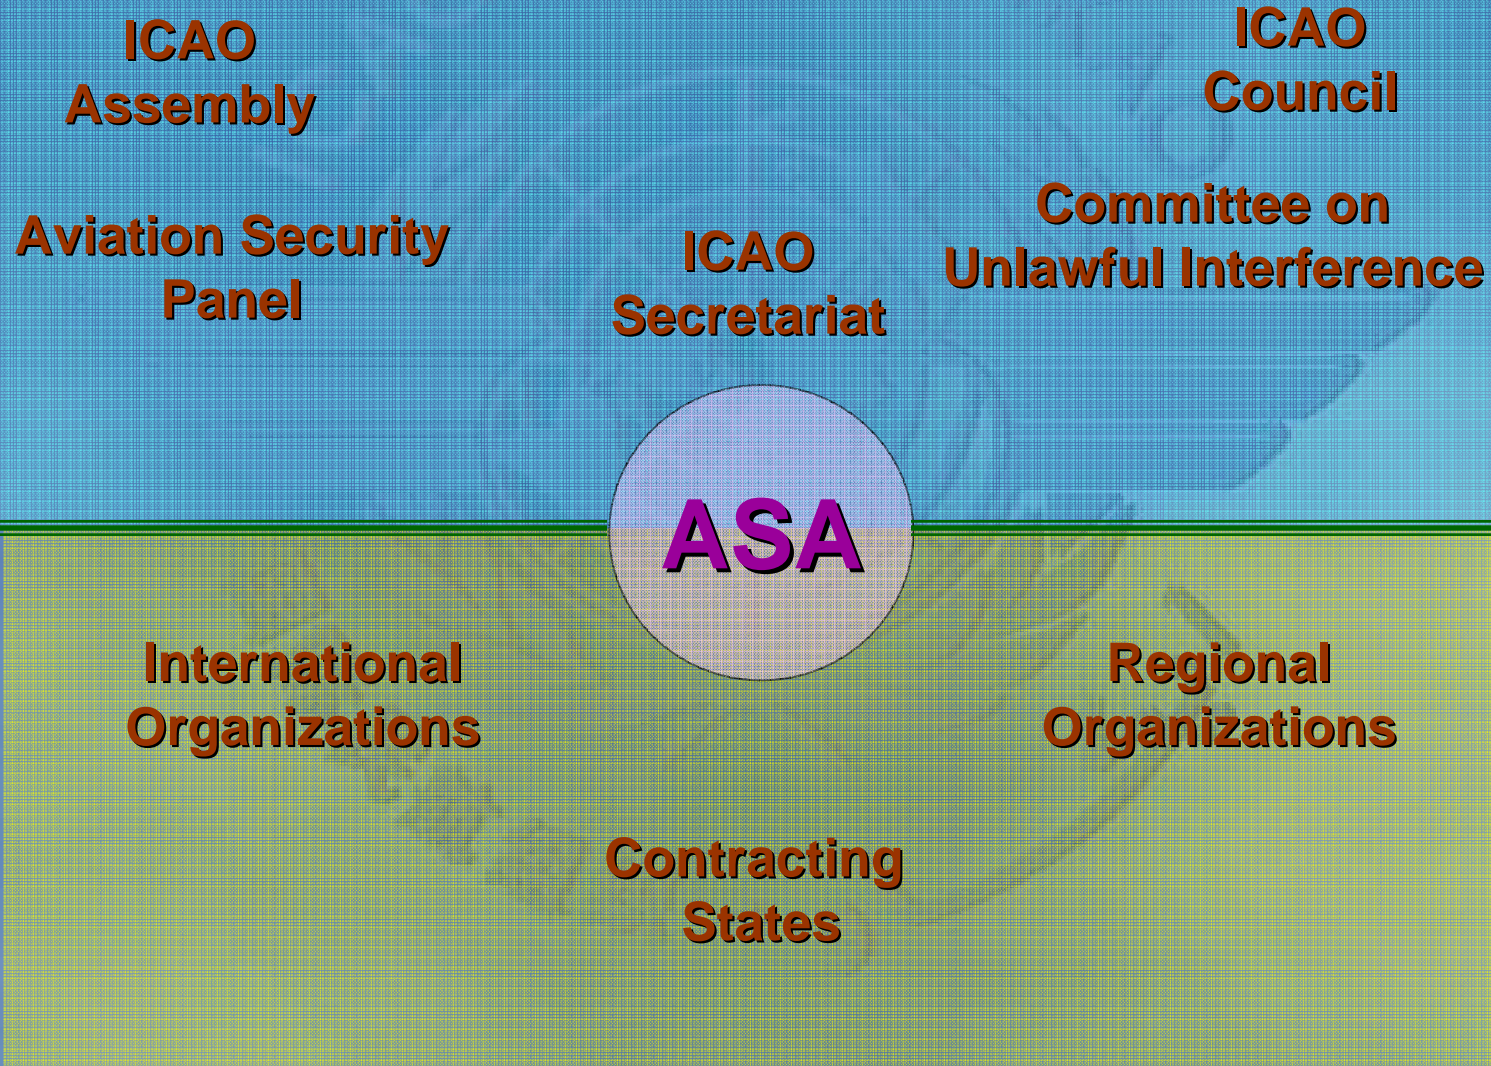 ICAO
Assembly
ICAO
Council
Aviation Security
Panel
ICAO
Secretariat
Committee on
Unlawful Interference
ASA
International
Organizations
Regional
Organizations
Contracting
States